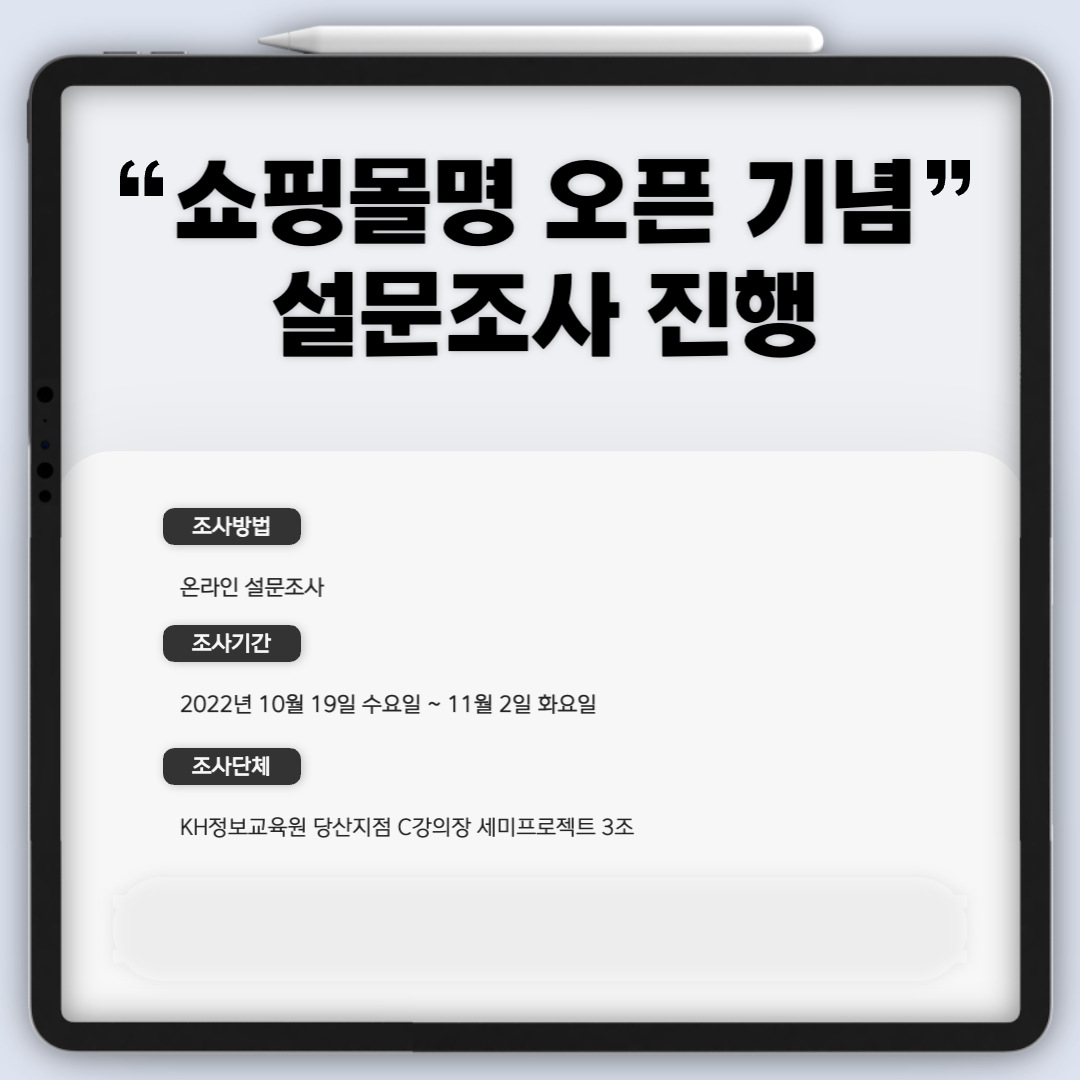 “쇼핑몰명 오픈 기념”
설문조사 진행
조사방법
온라인 설문조사
조사기간
2022년 10월 19일 수요일 ~ 11월 2일 화요일
조사단체
KH정보교육원 당산지점 C강의장 세미프로젝트 3조